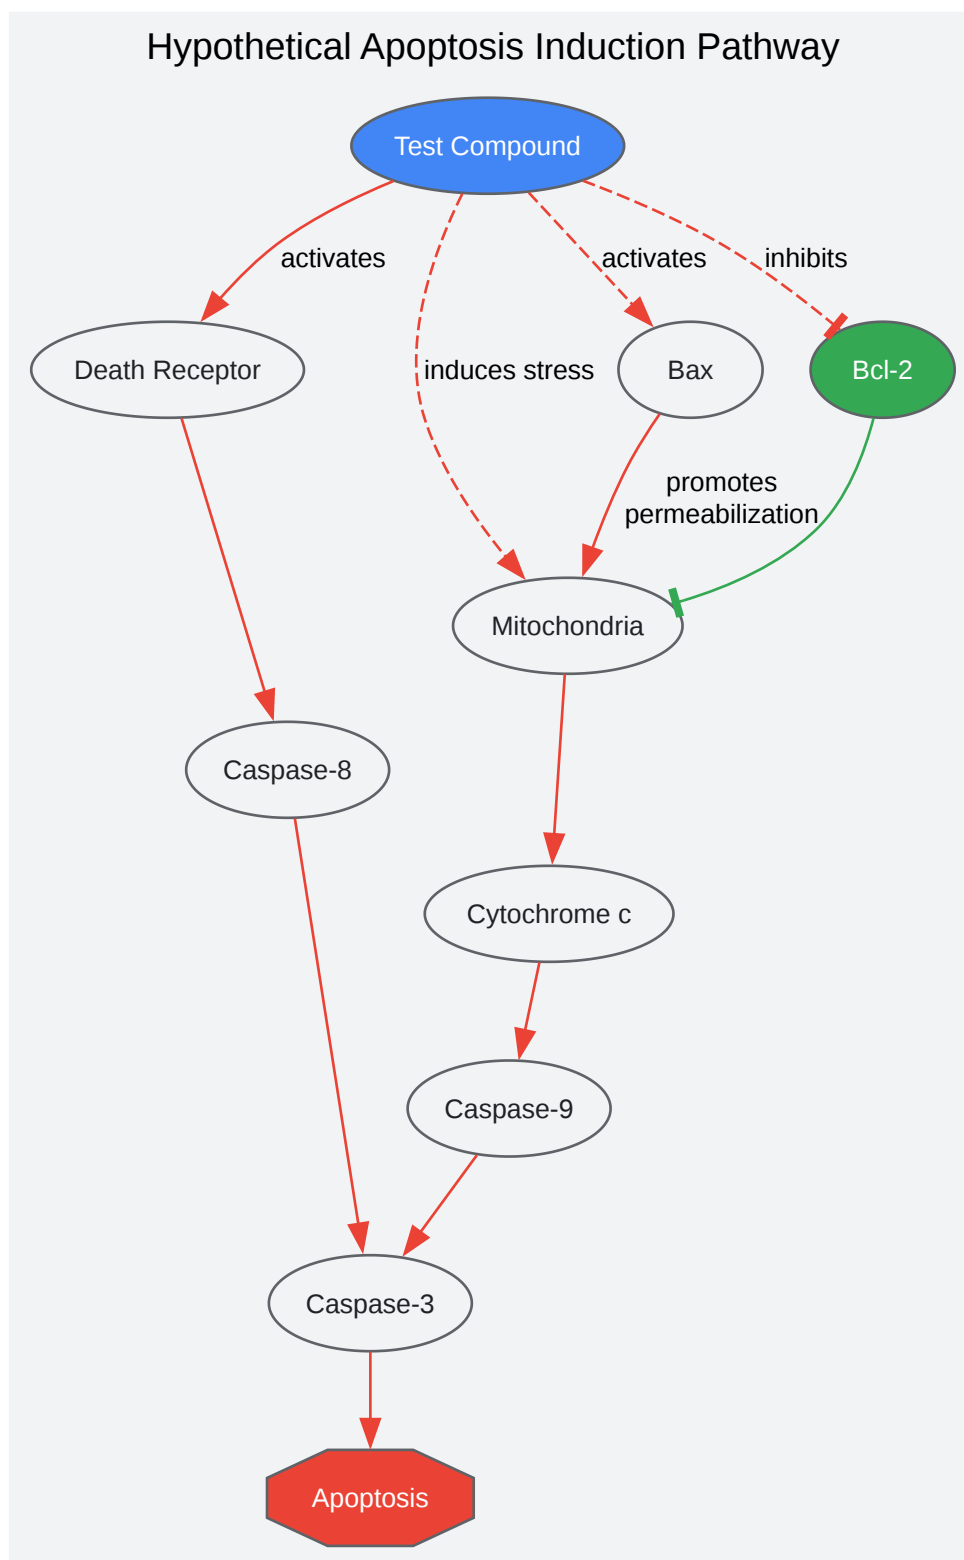 Hypothetical Apoptosis Induction Pathway
Test Compound
activates
activates
inhibits
Death Receptor
induces stress
Bax
Bcl-2
promotes
permeabilization
Mitochondria
Caspase-8
Cytochrome c
Caspase-9
Caspase-3
Apoptosis